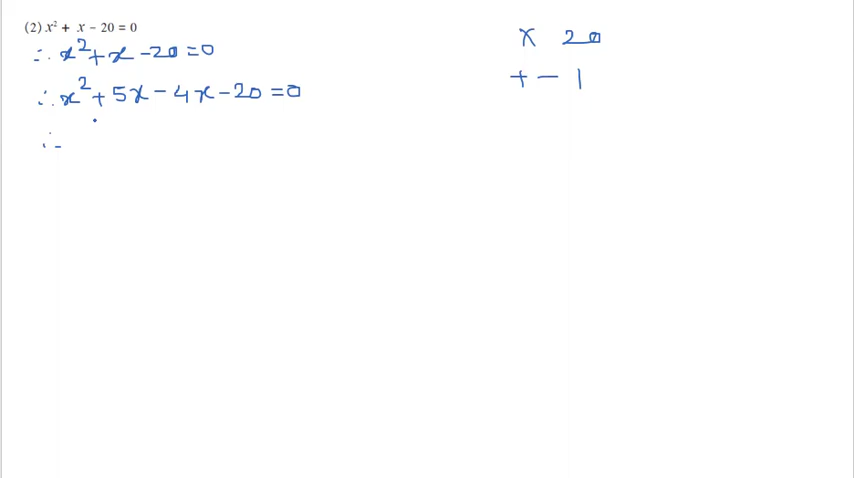 (2) x² + x − 20 = 0
∴ x² + x − 20 = 0
∴ x² + 5x − 4x − 20 = 0
∴
× 20
+ − 1